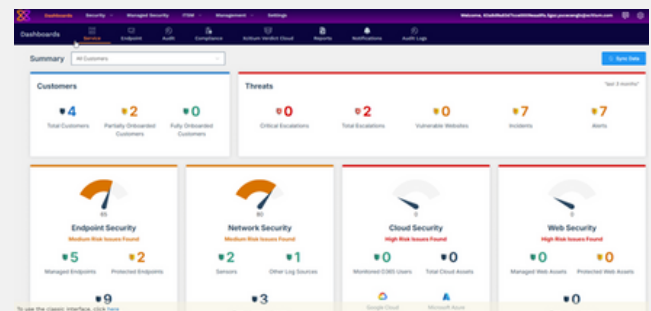 Dashboards Security Managed Security ITSM Management Settings
Dashboards Service Endpoint Audit Compliance Xcitium Verdict Cloud Reports Notifications Audit Logs
Summary All Customers Sync Data
Customers
4 2 0
Total Customers Partially Onboarded Customers Fully Onboarded Customers
Threats "last 3 months"
0 2 0 7 7
Critical Escalations Total Escalations Vulnerable Websites Incidents Alerts
65
Endpoint Security
Medium Risk Issues Found
5 2
Managed Endpoints Protected Endpoints
9
80
Network Security
Medium Risk Issues Found
2 1
Sensors Other Log Sources
3
0
Cloud Security
High Risk Issues Found
0 0
Monitored O365 Users Total Cloud Assets
Google Cloud Microsoft Azure
0
Web Security
High Risk Issues Found
0 0
Managed Web Assets Protected Web Assets
0
To use the classic interface, click here